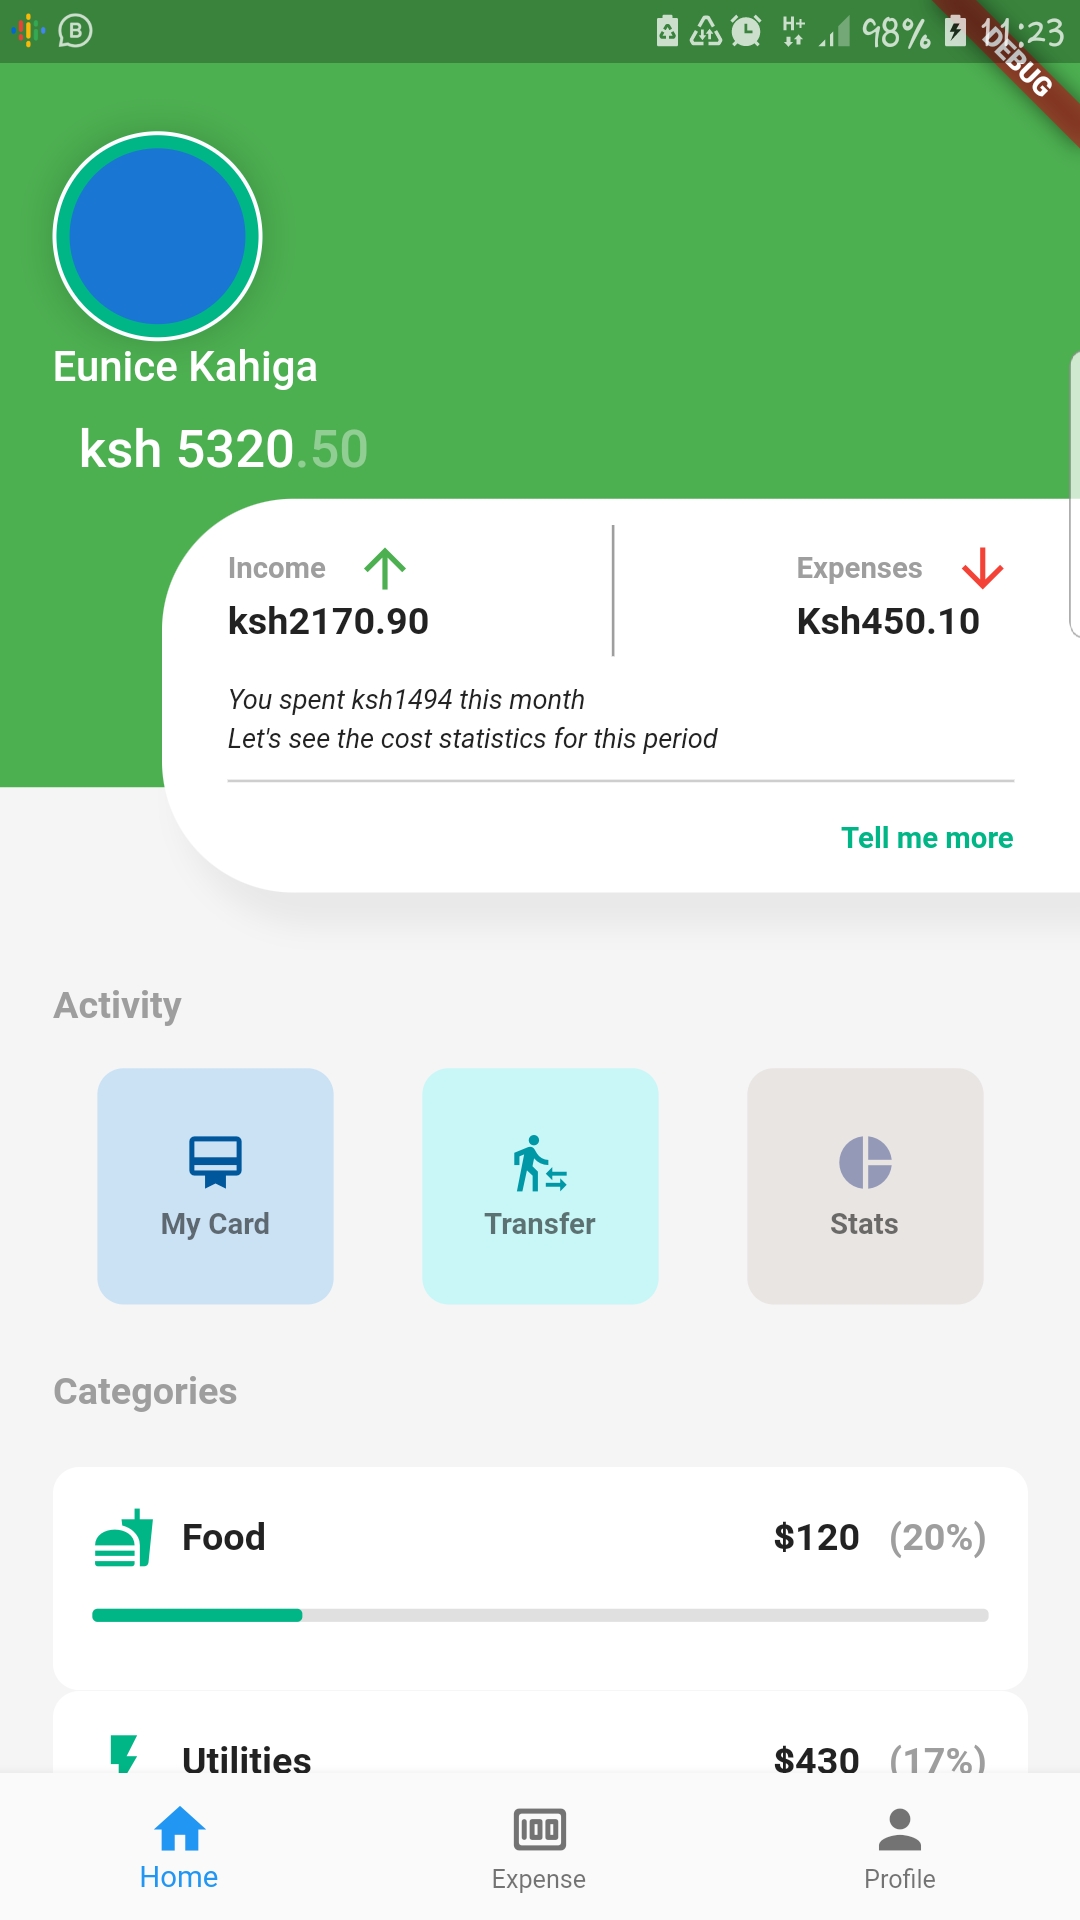 H+ 98% 11:23
DEBUG
Eunice Kahiga
ksh 5320.50
Income
Expenses
ksh2170.90
Ksh450.10
You spent ksh1494 this month
Let's see the cost statistics for this period
Tell me more
Activity
My Card
Transfer
Stats
Categories
Food $120 (20%)
Utilities $430 (17%)
Home
Expense
Profile